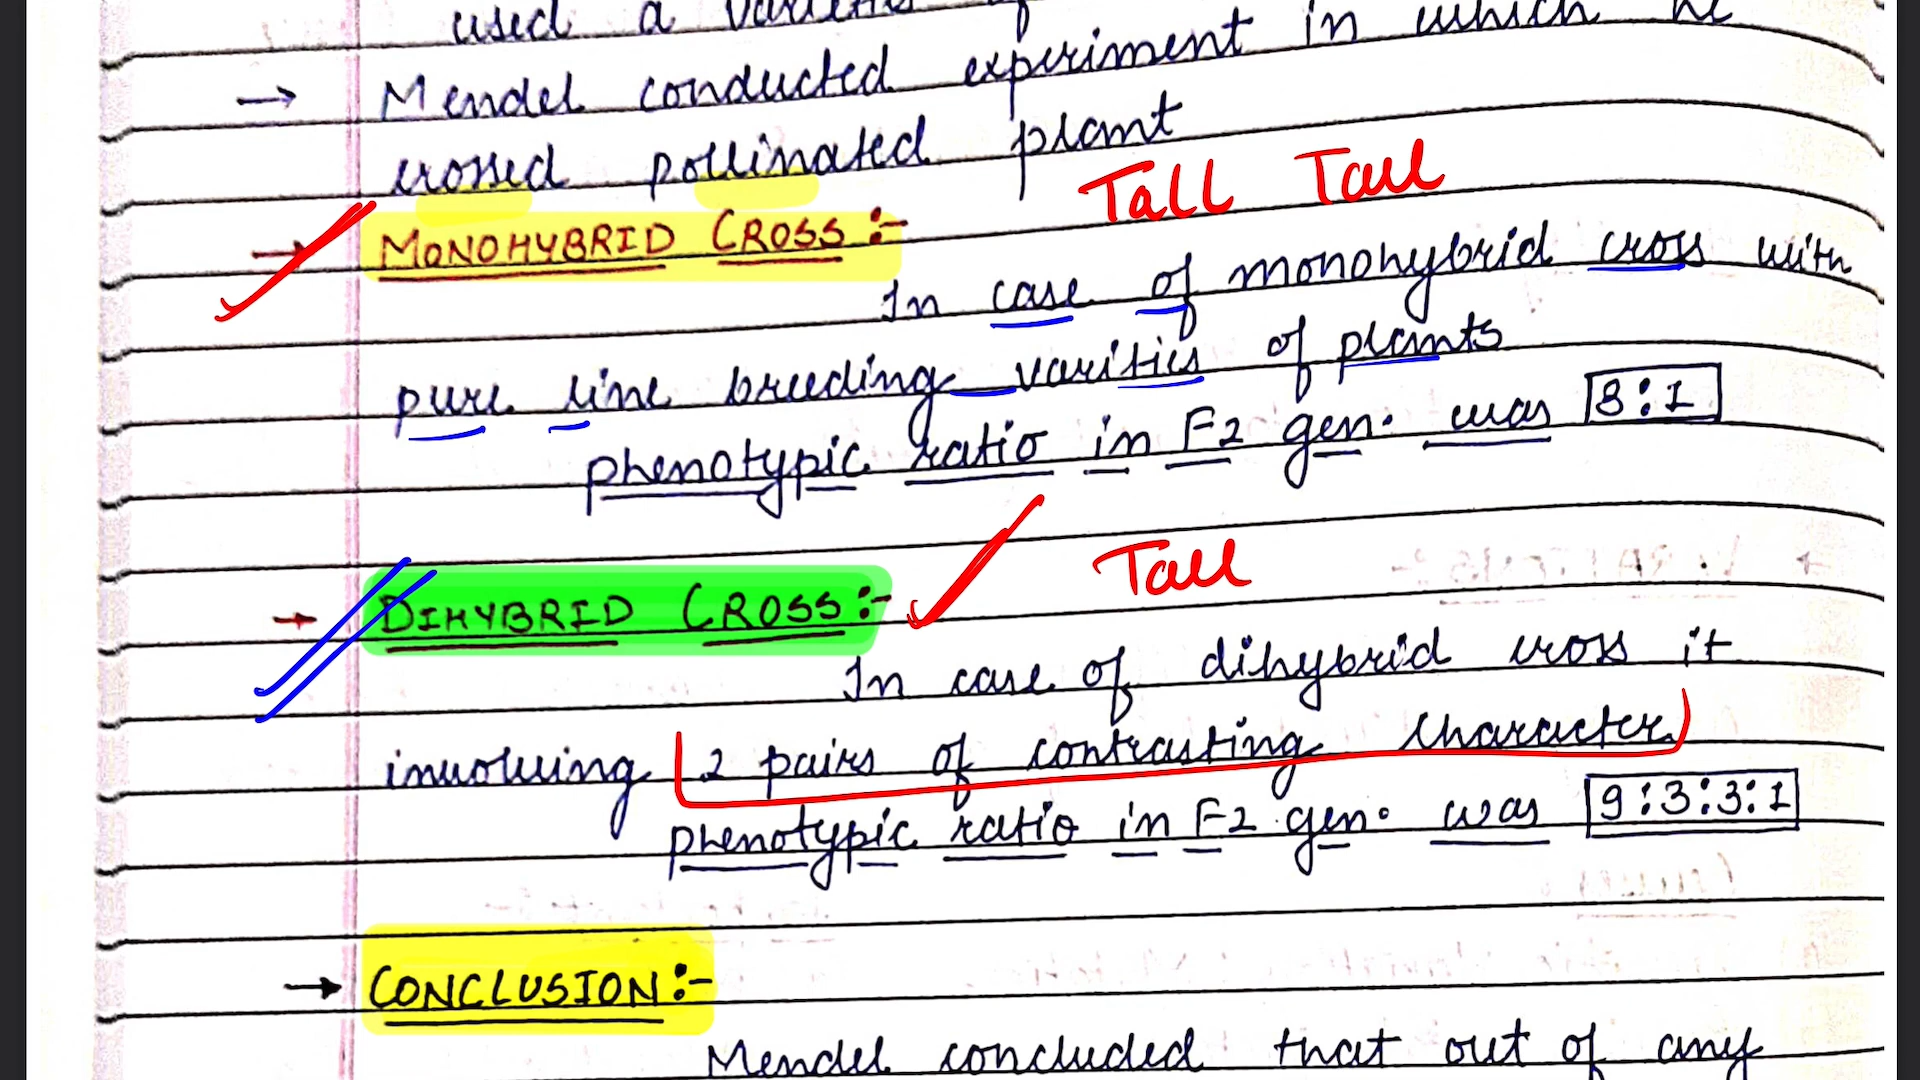 used a
→ Mendel conducted experiment in which he
crossed pollinated plant
Tall Tall
→ MONOHYBRID CROSS:-
In case of monohybrid cross with
pure line breeding varities of plants
phenotypic ratio in F2 gen. was 3:1
Tall
→ DIHYBRID CROSS:-
In case of dihybrid cross it
involving 2 pairs of contrasting character
phenotypic ratio in F2 gen. was 9:3:3:1
→ CONCLUSION:-
Mendel concluded that out of any